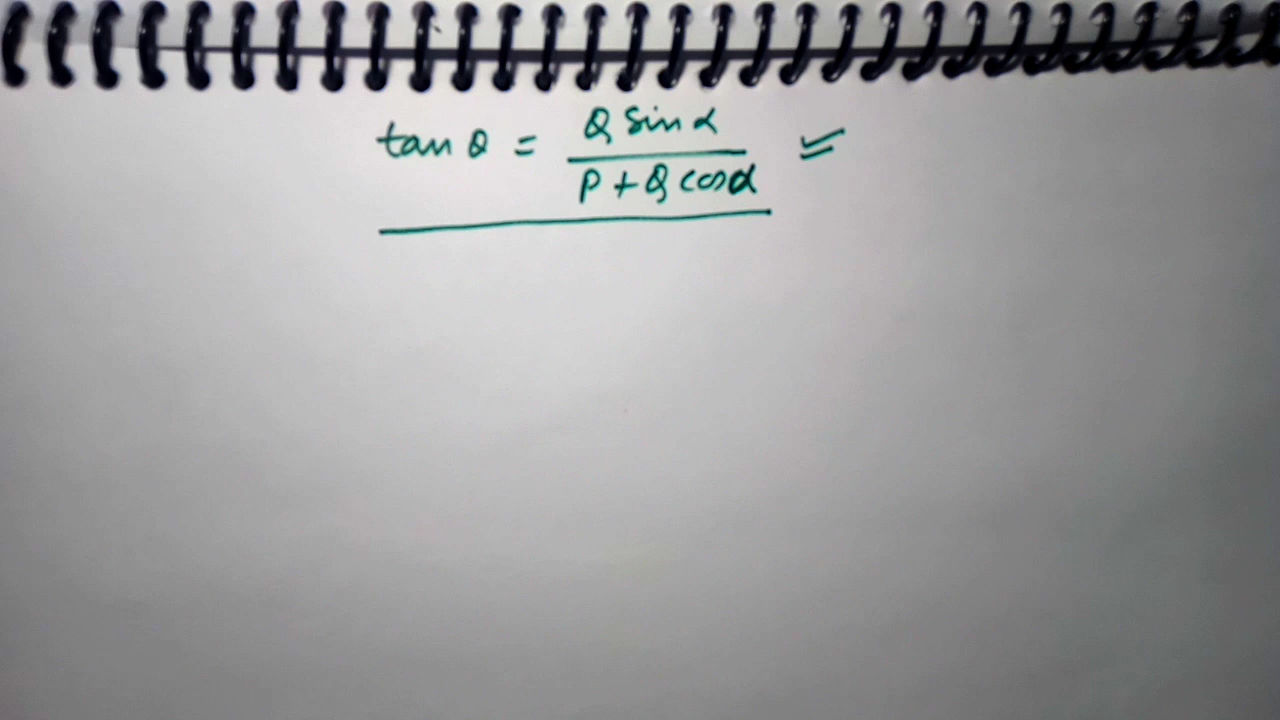 tan θ = Q sin α / P + Q cos α